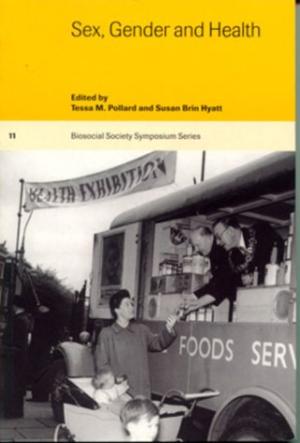 Sex, Gender and Health
Edited by
Tessa M. Pollard and Susan Brin Hyatt
11
Biosocial Society Symposium Series
HEALTH EXHIBITION
FOODS SERV